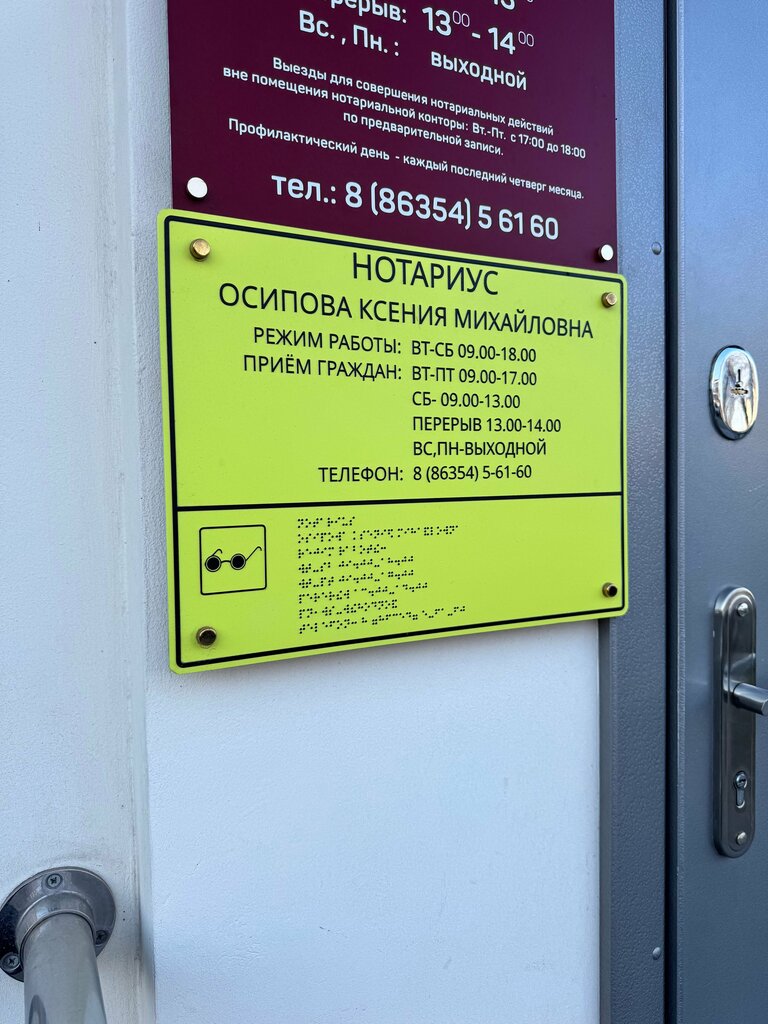 Перерыв: 13⁰⁰ - 14⁰⁰
Вс., Пн.: выходной
Выезды для совершения нотариальных действий
вне помещения нотариальной конторы: Вт.-Пт. с 17:00 до 18:00
по предварительной записи.
Профилактический день - каждый последний четверг месяца.
тел.: 8 (86354) 5 61 60
НОТАРИУС
ОСИПОВА КСЕНИЯ МИХАЙЛОВНА
РЕЖИМ РАБОТЫ: ВТ-СБ 09.00-18.00
ПРИЁМ ГРАЖДАН: ВТ-ПТ 09.00-17.00
СБ- 09.00-13.00
ПЕРЕРЫВ 13.00-14.00
ВС,ПН-ВЫХОДНОЙ
ТЕЛЕФОН: 8 (86354) 5-61-60